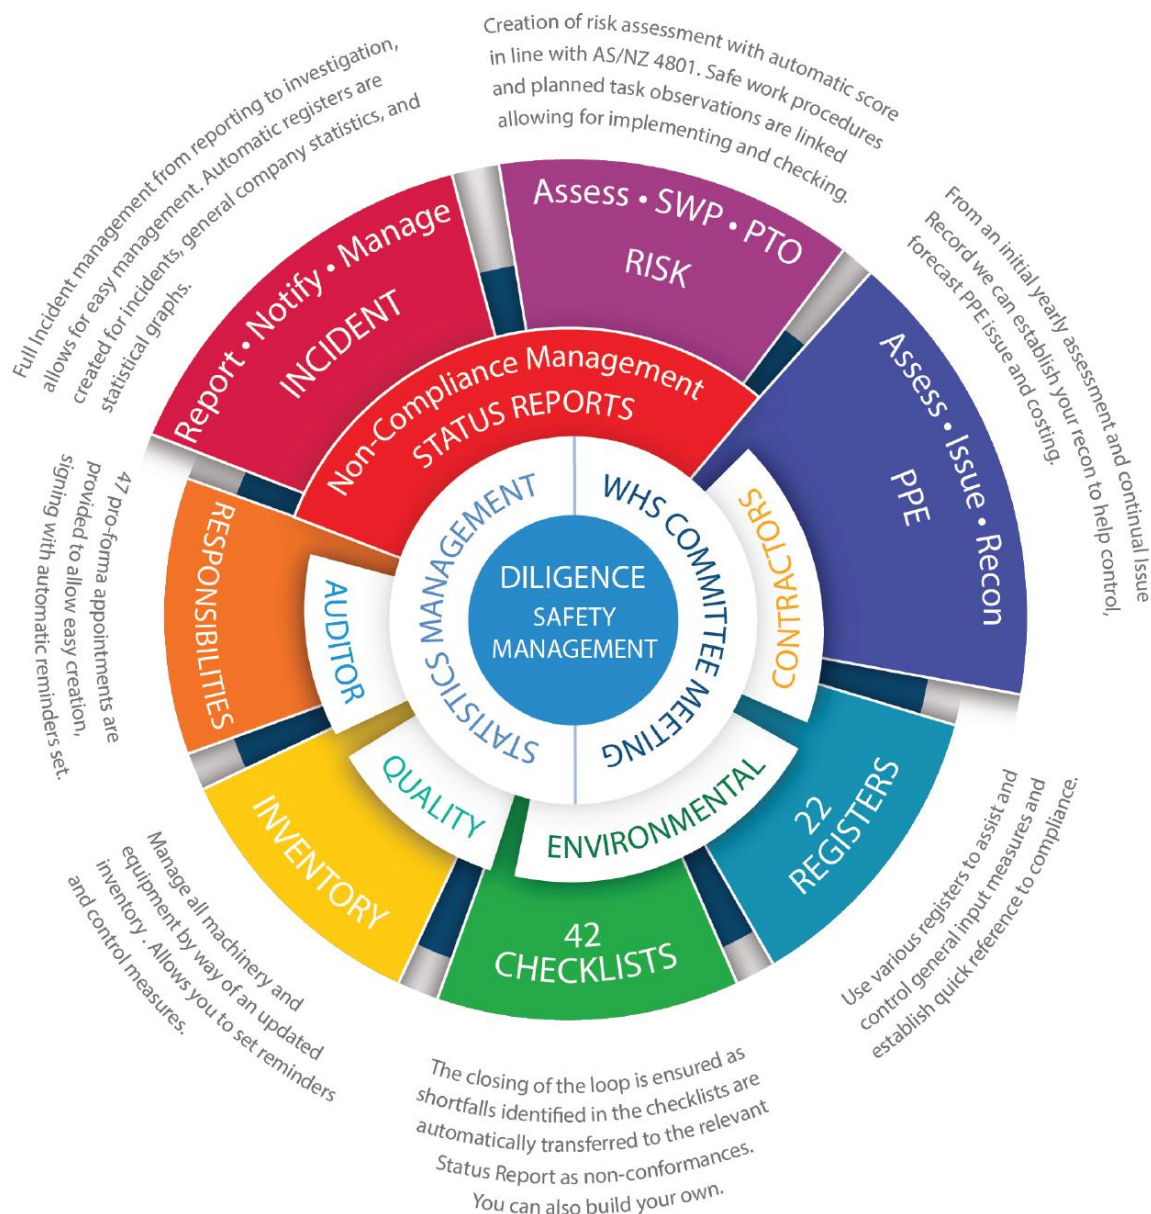 Full Incident management from reporting to investigation,
allows for easy management. Automatic registers are
created for incidents, general company statistics, and
statistical graphs.
Creation of risk assessment with automatic score
in line with AS/NZ 4801. Safe work procedures
and planned task observations are linked
allowing for implementing and checking.
From an initial yearly assessment and continual Issue
Record we can establish your recon to help control,
forecast PPE issue and costing.
Report • Notify • Manage
INCIDENT
Assess • SWP • PTO
RISK
Assess • Issue • Recon
PPE
Non-Compliance Management
STATUS REPORTS
STATISTICS MANAGEMENT
WHS COMMITTEE MEETING
DILIGENCE
SAFETY
MANAGEMENT
CONTRACTORS
AUDITOR
QUALITY
ENVIRONMENTAL
RESPONSIBILITIES
INVENTORY
42
CHECKLISTS
22
REGISTERS
47 pro-forma appointments are
provided to allow easy creation,
signing with automatic reminders set.
Manage all machinery and
equipment by way of an updated
inventory . Allows you to set reminders
and control measures.
The closing of the loop is ensured as
shortfalls identified in the checklists are
automatically transferred to the relevant
Status Report as non-conformances.
You can also build your own.
Use various registers to assist and
control general input measures and
establish quick reference to compliance.